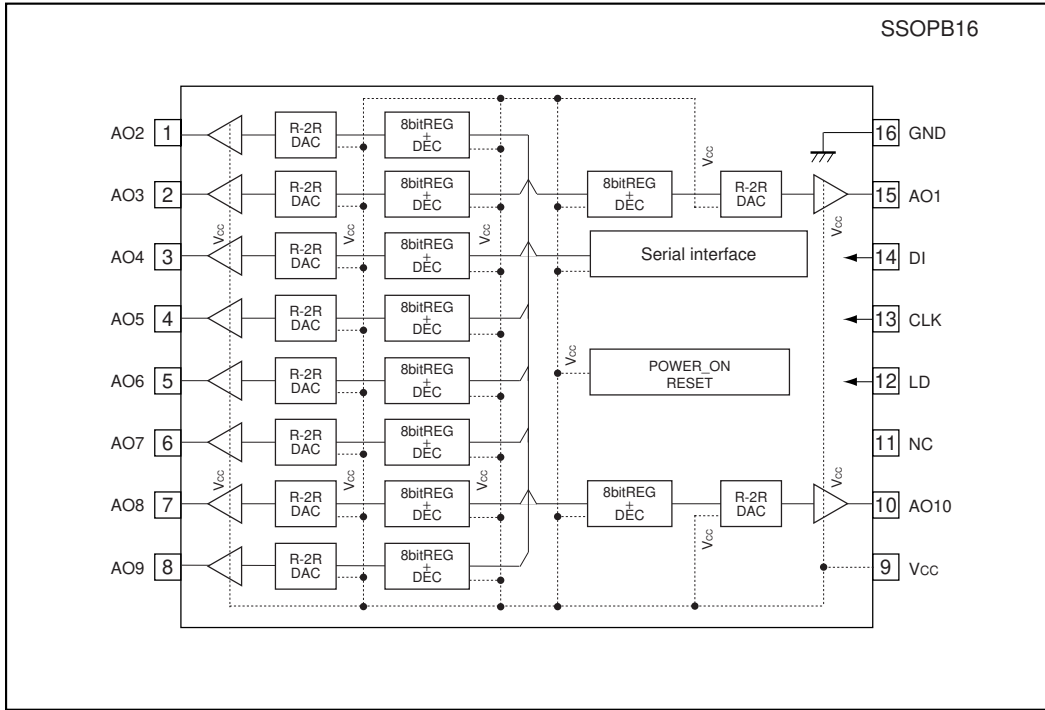 SSOPB16
AO2 1 R-2R DAC 8bitREG ± DEC Vcc 16 GND
AO3 2 R-2R DAC 8bitREG ± DEC 8bitREG ± DEC R-2R DAC 15 AO1
Vcc Vcc Vcc Vcc
AO4 3 R-2R DAC 8bitREG ± DEC Serial interface 14 DI
AO5 4 R-2R DAC 8bitREG ± DEC 13 CLK
Vcc
AO6 5 R-2R DAC 8bitREG ± DEC POWER_ON RESET 12 LD
AO7 6 R-2R DAC 8bitREG ± DEC 11 NC
Vcc Vcc Vcc Vcc
AO8 7 R-2R DAC 8bitREG ± DEC 8bitREG ± DEC R-2R DAC 10 AO10
Vcc
AO9 8 R-2R DAC 8bitREG ± DEC 9 Vcc